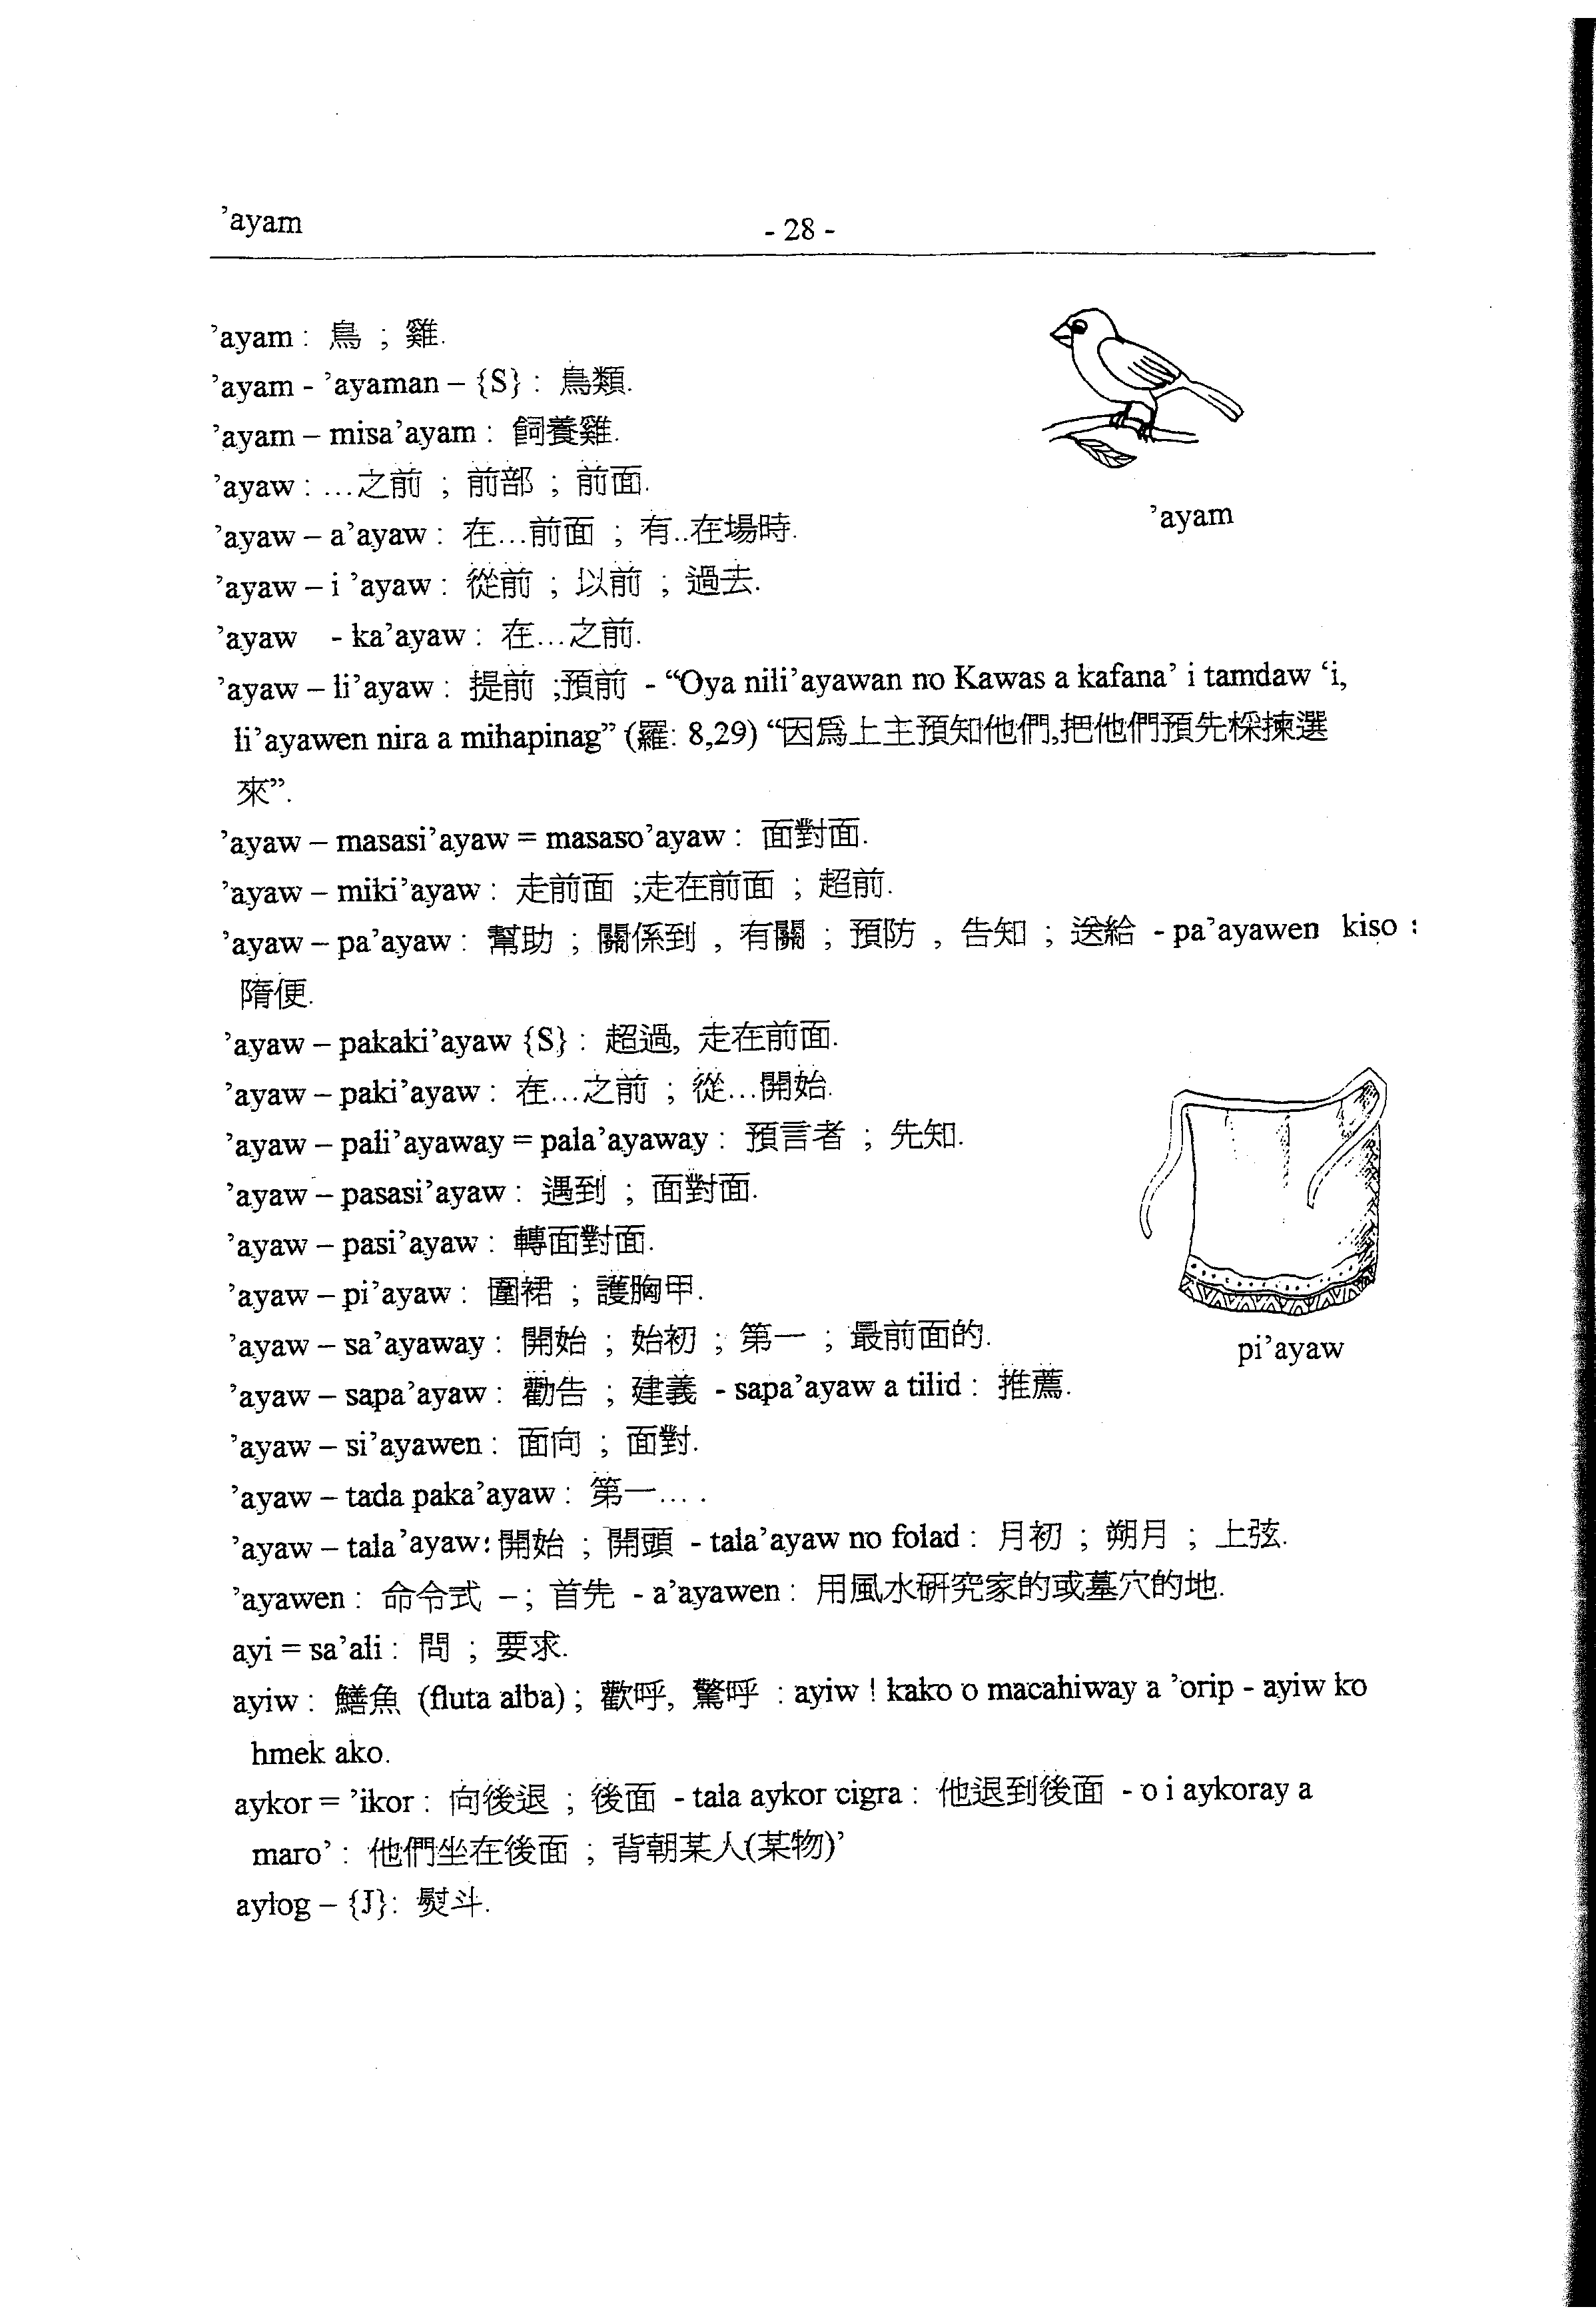 ’ayam
- 28 -
’ayam : 鳥 ; 雞.
’ayam - ’ayaman – {S} : 鳥類.
’ayam – misa’ayam : 飼養雞.
’ayaw : …之前 ; 前部 ; 前面.
’ayam
’ayaw – a’ayaw : 在…前面 ; 有..在場時.
’ayaw – i ’ayaw : 從前 ; 以前 ; 過去.
’ayaw - ka’ayaw : 在…之前.
’ayaw – li’ayaw : 提前 ;預前 - “Oya nili’ayawan no Kawas a kafana’ i tamdaw ‘i,
li’ayawen nira a mihapinag” (羅: 8,29) “因爲上主預知他們,把他們預先棌揀選
來”.
’ayaw – masasi’ayaw = masaso’ayaw : 面對面.
’ayaw – miki’ayaw : 走前面 ;走在前面 ; 超前.
’ayaw – pa’ayaw : 幫助 ; 關係到 , 有關 ; 預防 , 告知 ; 送給 - pa’ayawen kiso :
隋便.
’ayaw – pakaki’ayaw {S} : 超過, 走在前面.
’ayaw – paki’ayaw : 在…之前 ; 從…開始.
’ayaw – pali’ayaway = pala’ayaway : 預言者 ; 先知.
’ayaw – pasasi’ayaw : 遇到 ; 面對面.
’ayaw – pasi’ayaw : 轉面對面.
’ayaw – pi’ayaw : 圍裙 ; 護胸甲.
’ayaw – sa’ayaway : 開始 ; 始初 ; 第一 ; 最前面的.
pi’ayaw
’ayaw – sapa’ayaw : 勸告 ; 建義 - sapa’ayaw a tilid : 推薦.
’ayaw – si’ayawen : 面向 ; 面對.
’ayaw – tada paka’ayaw : 第一… .
’ayaw – tala ’ayaw: 開始 ; 開頭 - tala’ayaw no folad : 月初 ; 朔月 ; 上弦.
’ayawen : 命令式 – ; 首先 - a’ayawen : 用風水研究家的或墓穴的地.
ayi = sa’ali : 問 ; 要求.
ayiw : 鱔魚 (fluta alba) ; 歡呼, 驚呼 : ayiw ! kako o macahiway a ’orip - ayiw ko
hmek ako.
aykor = ’ikor : 向後退 ; 後面 - tala aykor cigra : 他退到後面 - o i aykoray a
maro’ : 他們坐在後面 ; 背朝某人(某物)’
aylog – {J}: 熨斗.